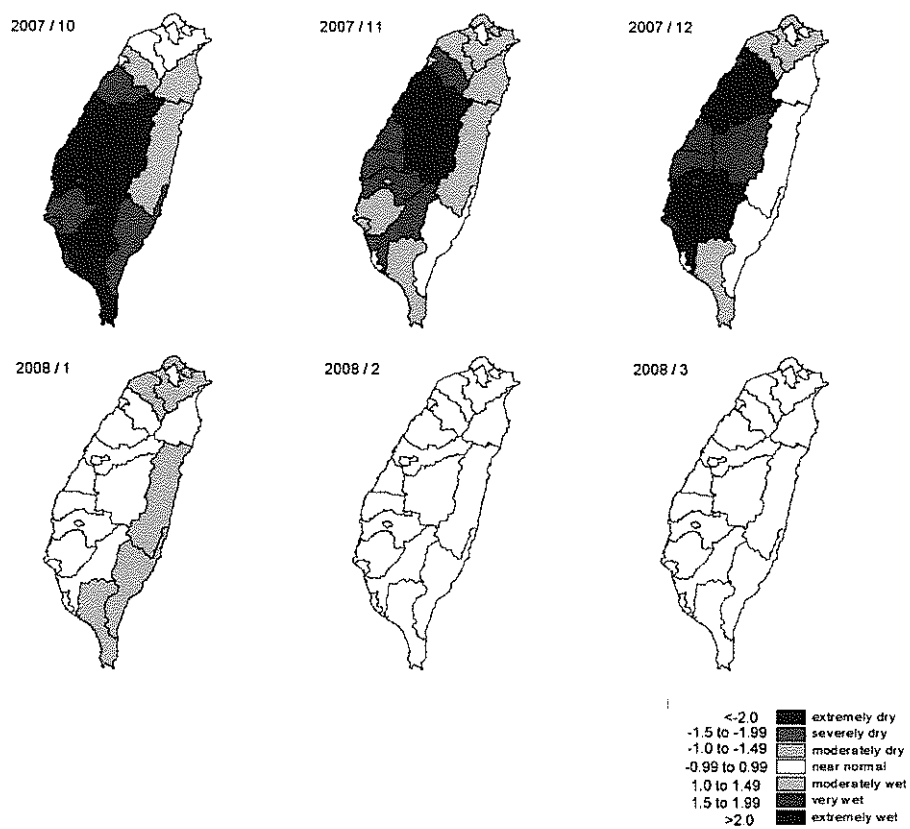 2007 / 10
2007 / 11
2007 / 12
2008 / 1
2008 / 2
2008 / 3
<-2.0 extremely dry
-1.5 to -1.99 severely dry
-1.0 to -1.49 moderately dry
-0.99 to 0.99 near normal
1.0 to 1.49 moderately wet
1.5 to 1.99 very wet
>2.0 extremely wet